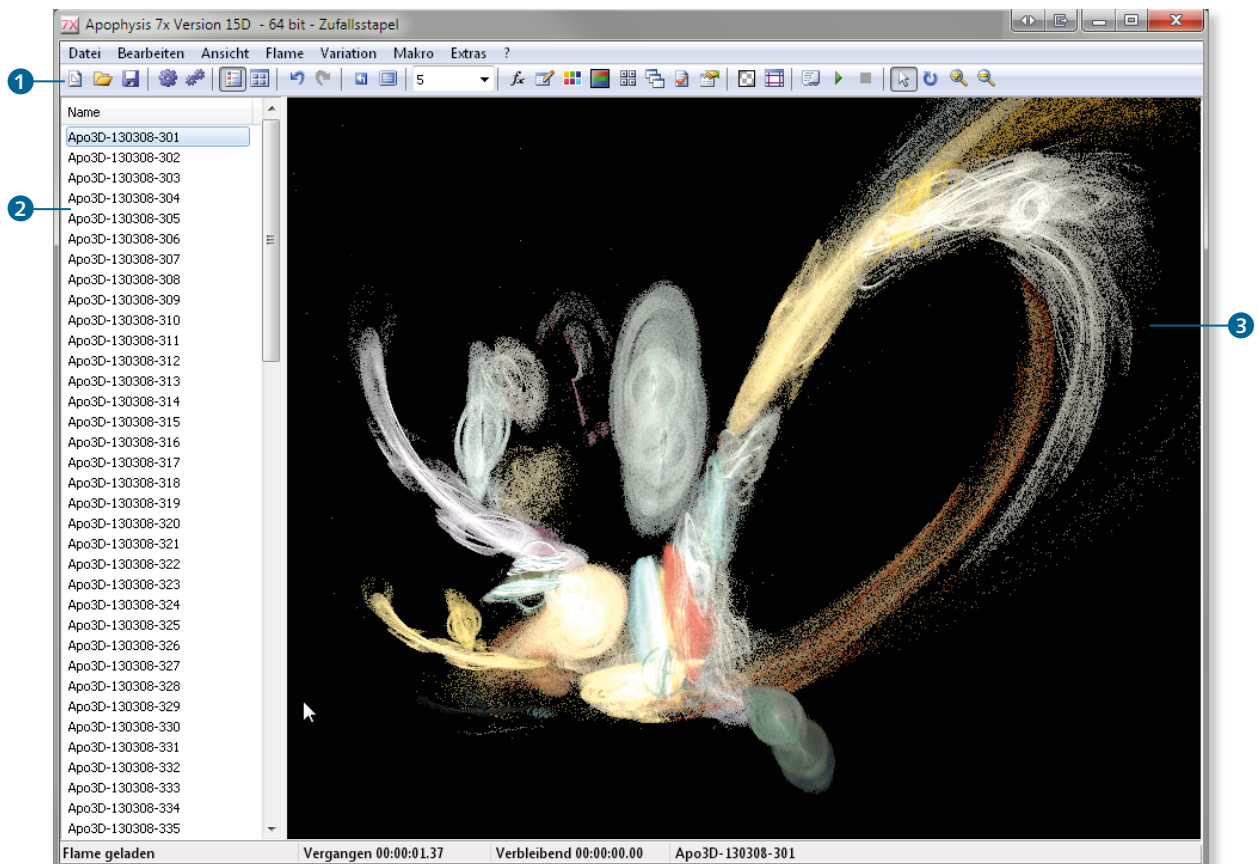 7X Apophysis 7x Version 15D - 64 bit - Zufallsstapel
Datei Bearbeiten Ansicht Flame Variation Makro Extras ?
1
5
fx
Name
Apo3D-130308-301
Apo3D-130308-302
Apo3D-130308-303
Apo3D-130308-304
2
Apo3D-130308-305
Apo3D-130308-306
Apo3D-130308-307
Apo3D-130308-308
Apo3D-130308-309
Apo3D-130308-310
3
Apo3D-130308-311
Apo3D-130308-312
Apo3D-130308-313
Apo3D-130308-314
Apo3D-130308-315
Apo3D-130308-316
Apo3D-130308-317
Apo3D-130308-318
Apo3D-130308-319
Apo3D-130308-320
Apo3D-130308-321
Apo3D-130308-322
Apo3D-130308-323
Apo3D-130308-324
Apo3D-130308-325
Apo3D-130308-326
Apo3D-130308-327
Apo3D-130308-328
Apo3D-130308-329
Apo3D-130308-330
Apo3D-130308-331
Apo3D-130308-332
Apo3D-130308-333
Apo3D-130308-334
Apo3D-130308-335
Flame geladen Vergangen 00:00:01.37 Verbleibend 00:00:00.00 Apo3D-130308-301